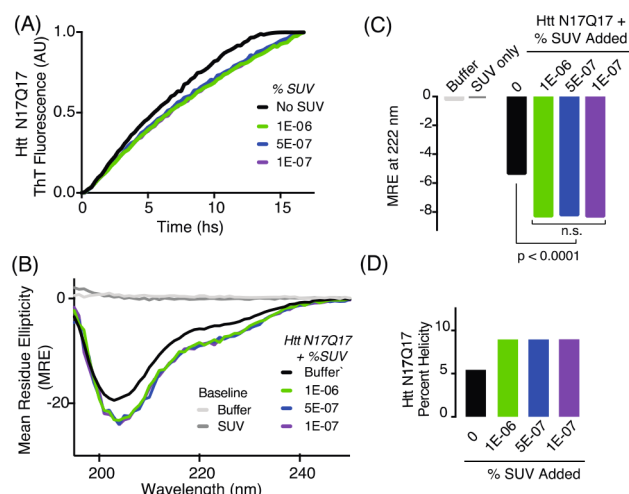 (A)
Htt N17Q17
ThT Fluorescence (AU)
1.0
0.5
0.0
0
5
10
15
Time (hs)
% SUV
No SUV
1E-06
5E-07
1E-07
(B)
Mean Residue Ellipticity
(MRE)
0
-20
200
220
240
Wavelength (nm)
Baseline
Buffer
SUV
Htt N17Q17
+ %SUV
Buffer`
1E-06
5E-07
1E-07
(C)
Htt N17Q17 +
% SUV Added
Buffer
SUV only
0
1E-06
5E-07
1E-07
MRE at 222 nm
0
-2
-4
-6
-8
n.s.
p < 0.0001
(D)
Htt N17Q17
Percent Helicity
10
5
0
0
1E-06
5E-07
1E-07
% SUV Added